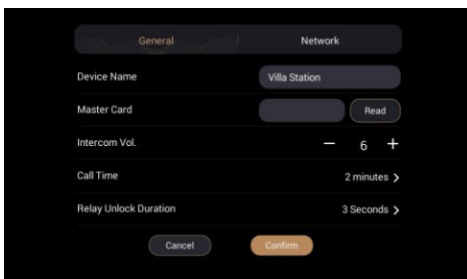 General Network
Device Name Villa Station
Master Card Read
Intercom Vol. — 6 +
Call Time 2 minutes >
Relay Unlock Duration 3 Seconds >
Cancel Confirm